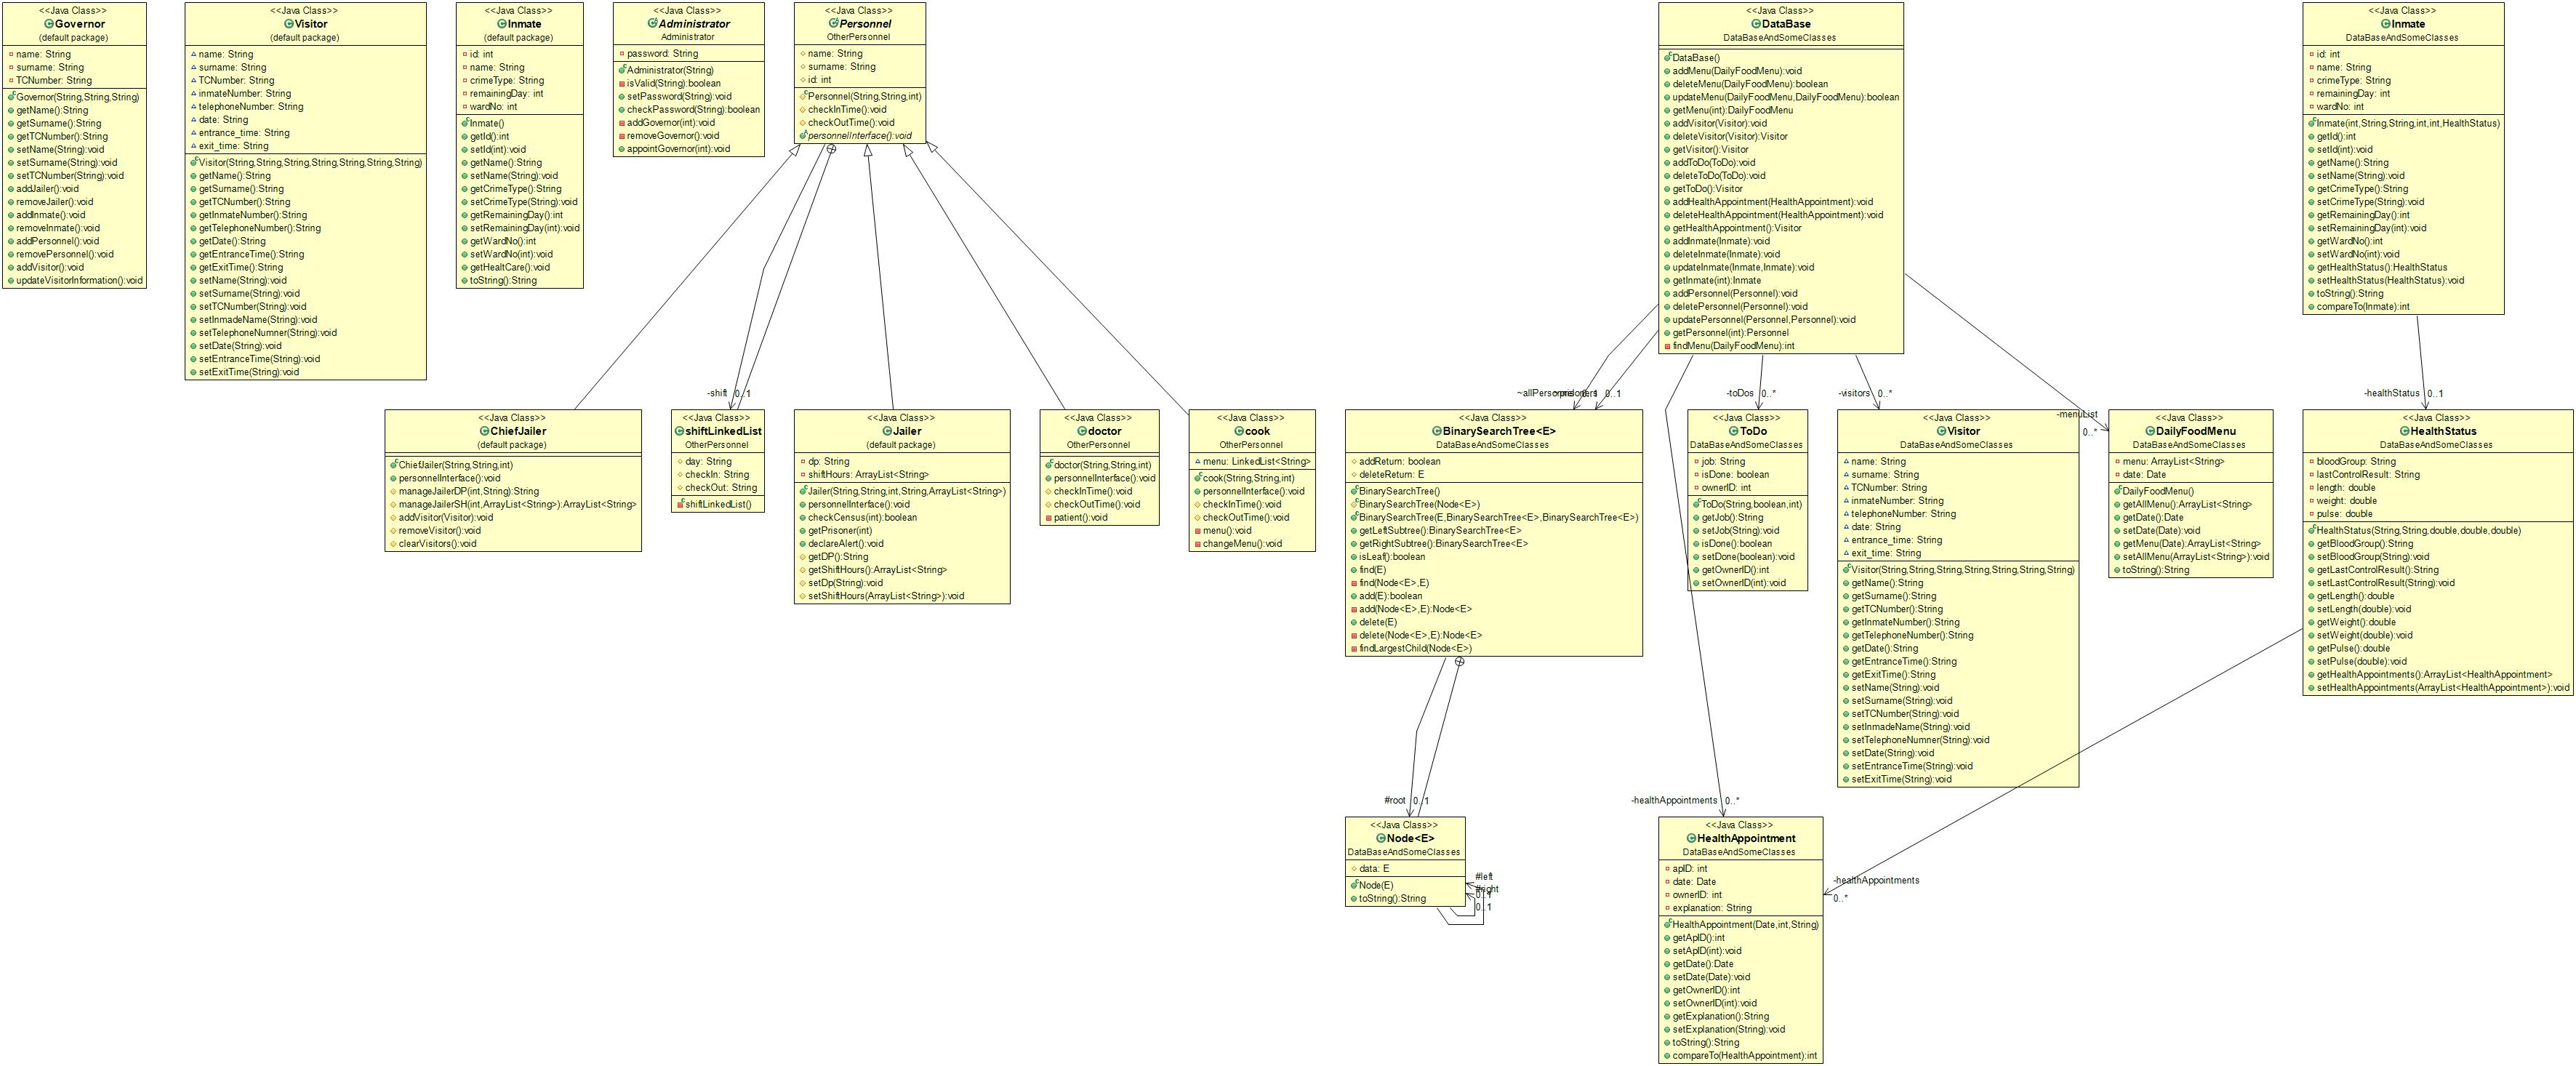 <<Java Class>>
Governor
(default package)
name: String
surname: String
TCNumber: String
Governor(String,String,String)
getName():String
getSurname():String
getTCNumber():String
setName(String):void
setSurname(String):void
setTCNumber(String):void
addJailer():void
removeJailer():void
addInmate():void
removeInmate():void
addPersonnel():void
removePersonnel():void
addVisitor():void
updateVisitorInformation():void
<<Java Class>>
Visitor
(default package)
name: String
surname: String
TCNumber: String
inmateNumber: String
telephoneNumber: String
date: String
entrance_time: String
exit_time: String
Visitor(String,String,String,String,String,String,String)
getName():String
getSurname():String
getTCNumber():String
getInmateNumber():String
getTelephoneNumber():String
getDate():String
getEntranceTime():String
getExitTime():String
setName(String):void
setSurname(String):void
setTCNumber(String):void
setInmadeName(String):void
setTelephoneNumner(String):void
setDate(String):void
setEntranceTime(String):void
setExitTime(String):void
<<Java Class>>
Inmate
(default package)
id: int
name: String
crimeType: String
remainingDay: int
wardNo: int
Inmate()
getId():int
setId(int):void
getName():String
setName(String):void
getCrimeType():String
setCrimeType(String):void
getRemainingDay():int
setRemainingDay(int):void
getWardNo():int
setWardNo(int):void
getHealtCare():void
toString():String
<<Java Class>>
Administrator
Administrator
password: String
Administrator(String)
isValid(String):boolean
setPassword(String):void
checkPassword(String):boolean
addGovernor(int):void
removeGovernor():void
appointGovernor(int):void
<<Java Class>>
Personnel
OtherPersonnel
name: String
surname: String
id: int
Personnel(String,String,int)
checkInTime():void
checkOutTime():void
personnelInterface():void
<<Java Class>>
DataBase
DataBaseAndSomeClasses
DataBase()
addMenu(DailyFoodMenu):void
deleteMenu(DailyFoodMenu):boolean
updateMenu(DailyFoodMenu,DailyFoodMenu):boolean
getMenu(int):DailyFoodMenu
addVisitor(Visitor):void
deleteVisitor(Visitor):Visitor
getVisitor():Visitor
addToDo(ToDo):void
deleteToDo(ToDo):void
getToDo():Visitor
addHealthAppointment(HealthAppointment):void
deleteHealthAppointment(HealthAppointment):void
getHealthAppointment():Visitor
addInmate(Inmate):void
deleteInmate(Inmate):void
updateInmate(Inmate,Inmate):void
getInmate(int):Inmate
addPersonnel(Personnel):void
deletePersonnel(Personnel):void
updatePersonnel(Personnel,Personnel):void
getPersonnel(int):Personnel
findMenu(DailyFoodMenu):int
<<Java Class>>
Inmate
DataBaseAndSomeClasses
id: int
name: String
crimeType: String
remainingDay: int
wardNo: int
Inmate(int,String,String,int,int,HealthStatus)
getId():int
setId(int):void
getName():String
setName(String):void
getCrimeType():String
setCrimeType(String):void
getRemainingDay():int
setRemainingDay(int):void
getWardNo():int
setWardNo(int):void
getHealthStatus():HealthStatus
setHealthStatus(HealthStatus):void
toString():String
compareTo(Inmate):int
-shift 0..1
0..1
-toDos 0..*
-visitors 0..*
-menuList
0..*
-healthStatus 0..1
<<Java Class>>
ChiefJailer
(default package)
ChiefJailer(String,String,int)
personnelInterface():void
manageJailerDP(int,String):String
manageJailerSH(int,ArrayList<String>):ArrayList<String>
addVisitor(Visitor):void
removeVisitor():void
clearVisitors():void
<<Java Class>>
shiftLinkedList
OtherPersonnel
day: String
checkIn: String
checkOut: String
shiftLinkedList()
<<Java Class>>
Jailer
(default package)
dp: String
shiftHours: ArrayList<String>
Jailer(String,String,int,String,ArrayList<String>)
personnelInterface():void
checkCensus(int):boolean
getPrisoner(int)
declareAlert():void
getDP():String
getShiftHours():ArrayList<String>
setDp(String):void
setShiftHours(ArrayList<String>):void
<<Java Class>>
doctor
OtherPersonnel
doctor(String,String,int)
personnelInterface():void
checkInTime():void
checkOutTime():void
patient():void
<<Java Class>>
cook
OtherPersonnel
menu: LinkedList<String>
cook(String,String,int)
personnelInterface():void
checkInTime():void
checkOutTime():void
menu():void
changeMenu():void
<<Java Class>>
BinarySearchTree<E>
DataBaseAndSomeClasses
addReturn: boolean
deleteReturn: E
BinarySearchTree()
BinarySearchTree(Node<E>)
BinarySearchTree(E,BinarySearchTree<E>,BinarySearchTree<E>)
getLeftSubtree():BinarySearchTree<E>
getRightSubtree():BinarySearchTree<E>
isLeaf():boolean
find(E)
find(Node<E>,E)
add(E):boolean
add(Node<E>,E):Node<E>
delete(E)
delete(Node<E>,E):Node<E>
findLargestChild(Node<E>)
<<Java Class>>
ToDo
DataBaseAndSomeClasses
job: String
isDone: boolean
ownerID: int
ToDo(String,boolean,int)
getJob():String
setJob(String):void
isDone():boolean
setDone(boolean):void
getOwnerID():int
setOwnerID(int):void
<<Java Class>>
Visitor
DataBaseAndSomeClasses
name: String
surname: String
TCNumber: String
inmateNumber: String
telephoneNumber: String
date: String
entrance_time: String
exit_time: String
Visitor(String,String,String,String,String,String,String)
getName():String
getSurname():String
getTCNumber():String
getInmateNumber():String
getTelephoneNumber():String
getDate():String
getEntranceTime():String
getExitTime():String
setName(String):void
setSurname(String):void
setTCNumber(String):void
setInmadeName(String):void
setTelephoneNumner(String):void
setDate(String):void
setEntranceTime(String):void
setExitTime(String):void
<<Java Class>>
DailyFoodMenu
DataBaseAndSomeClasses
menu: ArrayList<String>
date: Date
DailyFoodMenu()
getAllMenu():ArrayList<String>
getDate():Date
setDate(Date):void
getMenu(Date):ArrayList<String>
setAllMenu(ArrayList<String>):void
toString():String
<<Java Class>>
HealthStatus
DataBaseAndSomeClasses
bloodGroup: String
lastControlResult: String
length: double
weight: double
pulse: double
HealthStatus(String,String,double,double,double)
getBloodGroup():String
setBloodGroup(String):void
getLastControlResult():String
setLastControlResult(String):void
getLength():double
setLength(double):void
getWeight():double
setWeight(double):void
getPulse():double
setPulse(double):void
getHealthAppointments():ArrayList<HealthAppointment>
setHealthAppointments(ArrayList<HealthAppointment>):void
#root 0..1
-healthAppointments 0..*
<<Java Class>>
Node<E>
DataBaseAndSomeClasses
data: E
Node(E)
toString():String
#left
#right
0..1
0..1
<<Java Class>>
HealthAppointment
DataBaseAndSomeClasses
apID: int
date: Date
ownerID: int
explanation: String
HealthAppointment(Date,int,String)
getApID():int
setApID(int):void
getDate():Date
setDate(Date):void
getOwnerID():int
setOwnerID(int):void
getExplanation():String
setExplanation(String):void
toString():String
compareTo(HealthAppointment):int
-healthAppointments
0..*